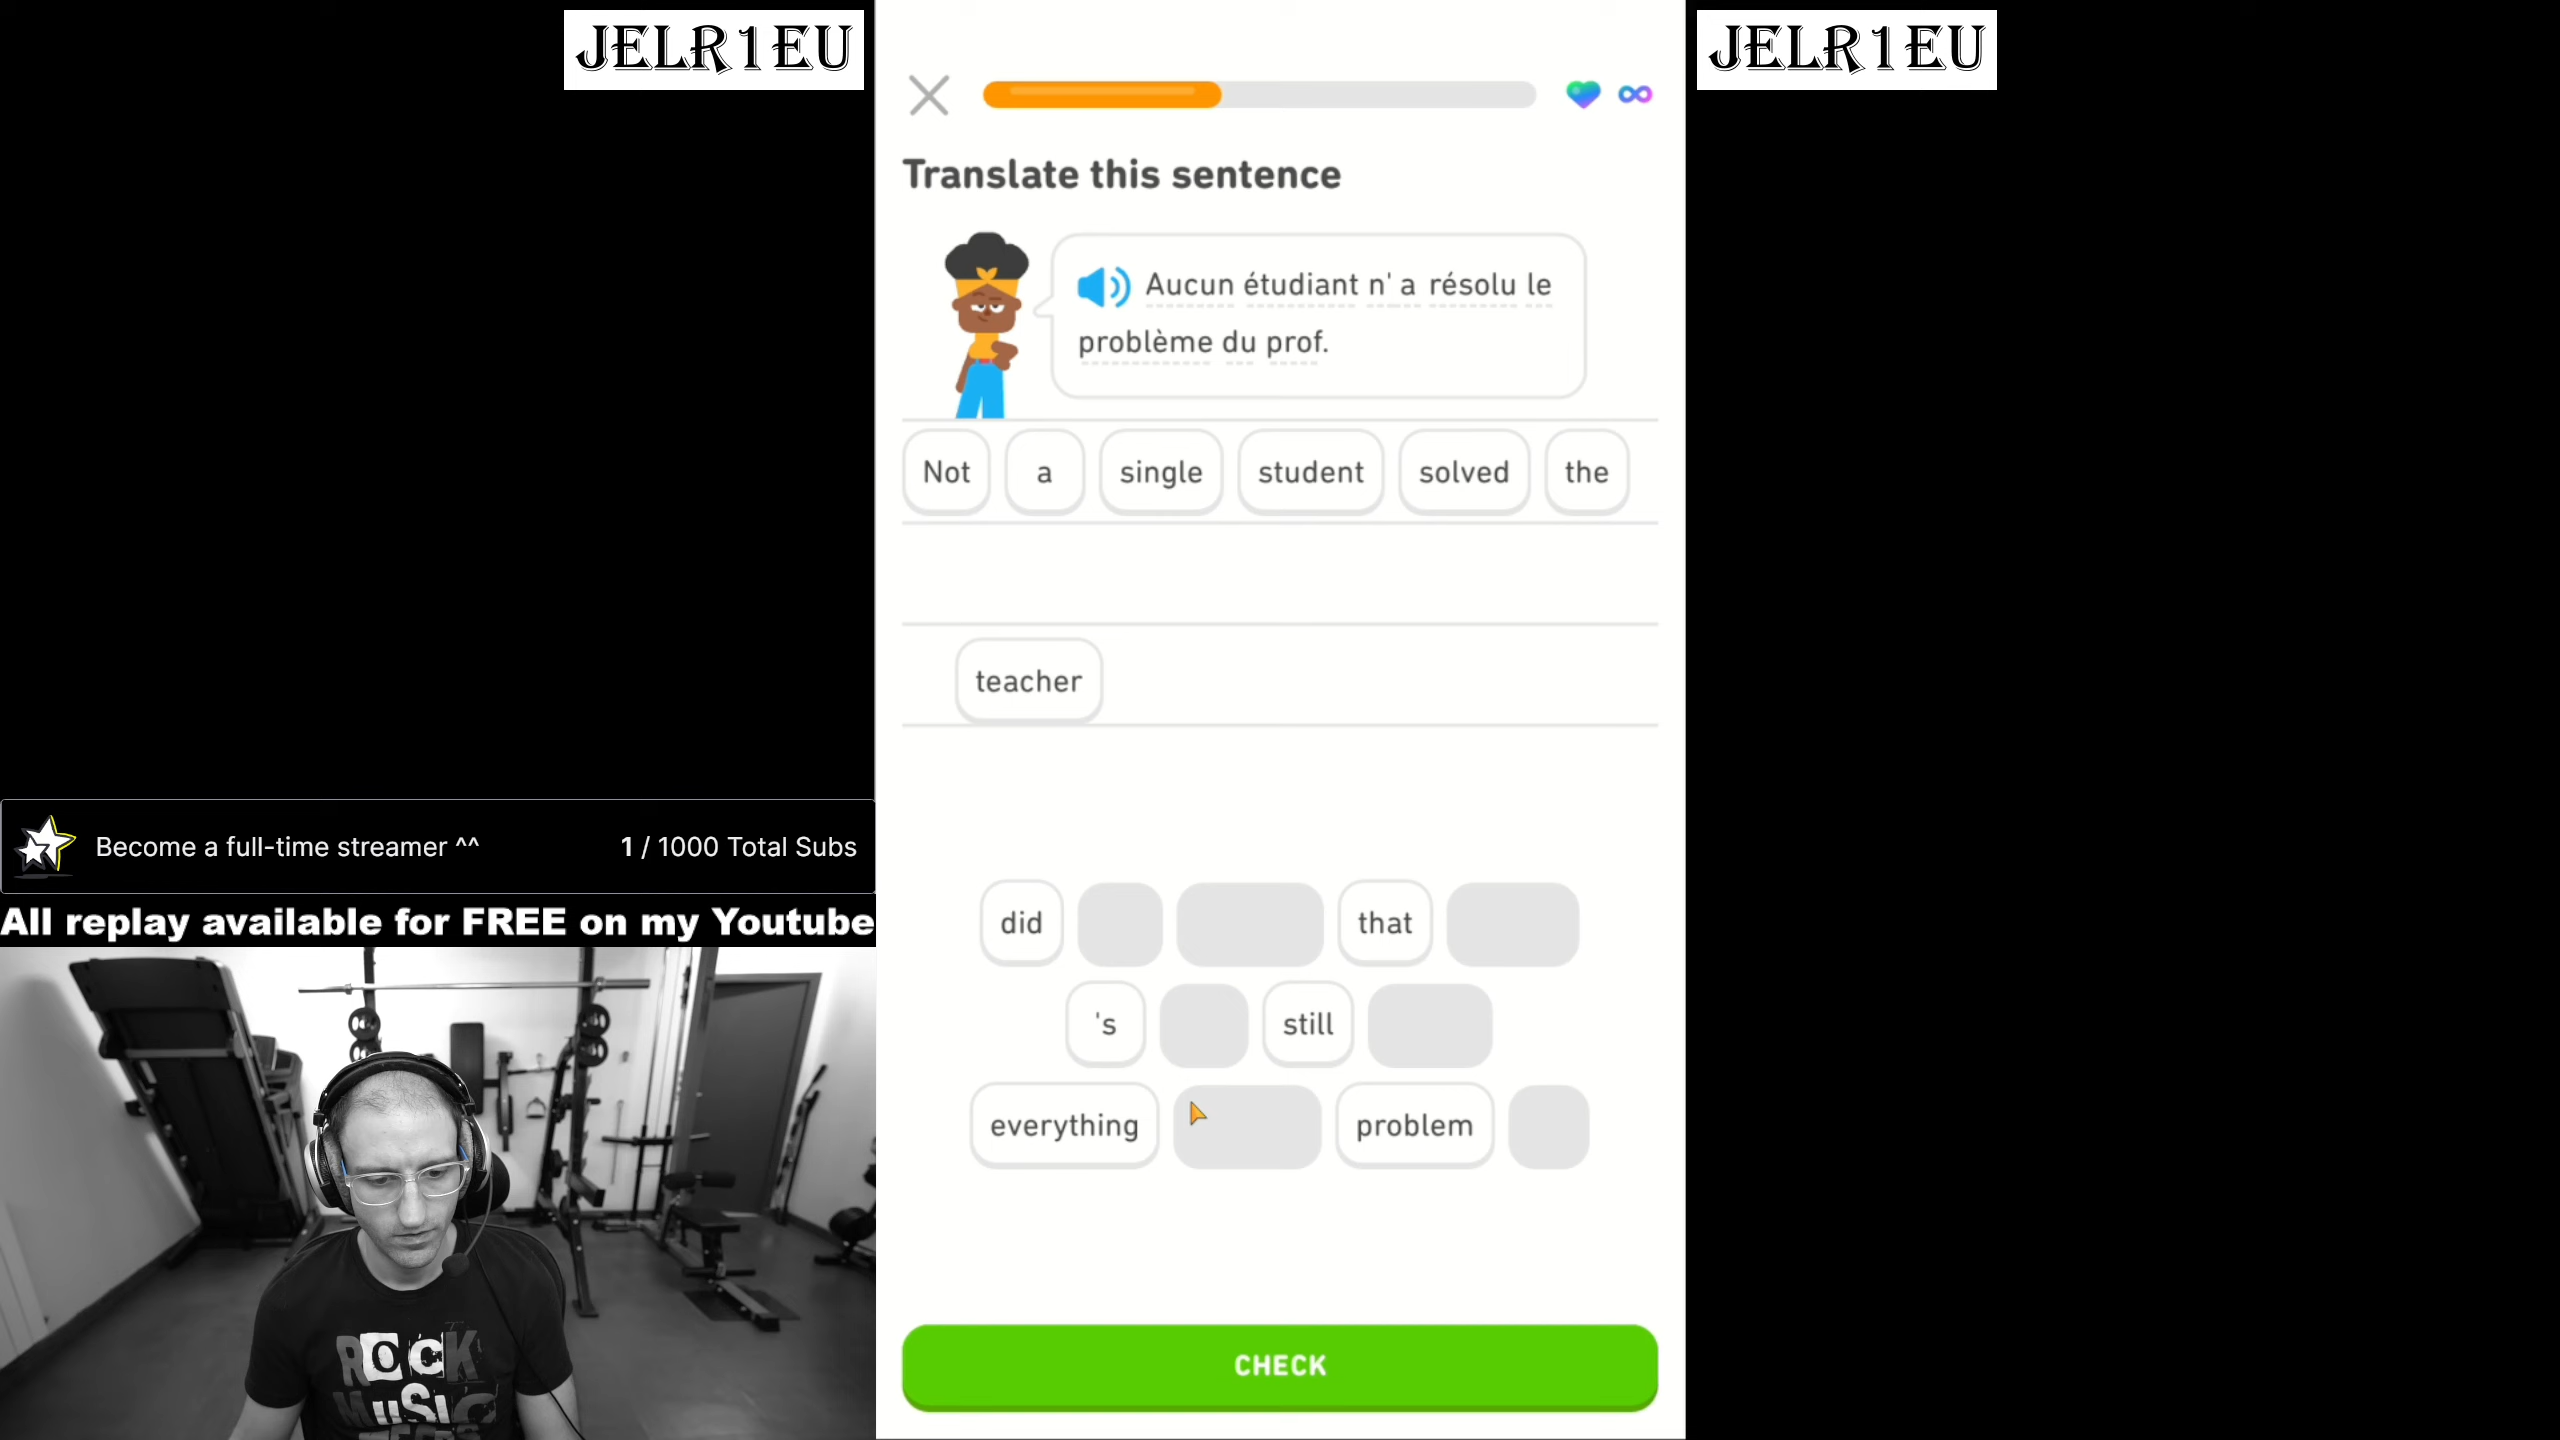 JELR1EU
JELR1EU
Translate this sentence
Aucun étudiant n' a résolu le
problème du prof.
Not a single student solved the
teacher
did that
's still
everything problem
CHECK
Become a full-time streamer ^^ 1 / 1000 Total Subs
All replay available for FREE on my Youtube
ROCK
MUSIC